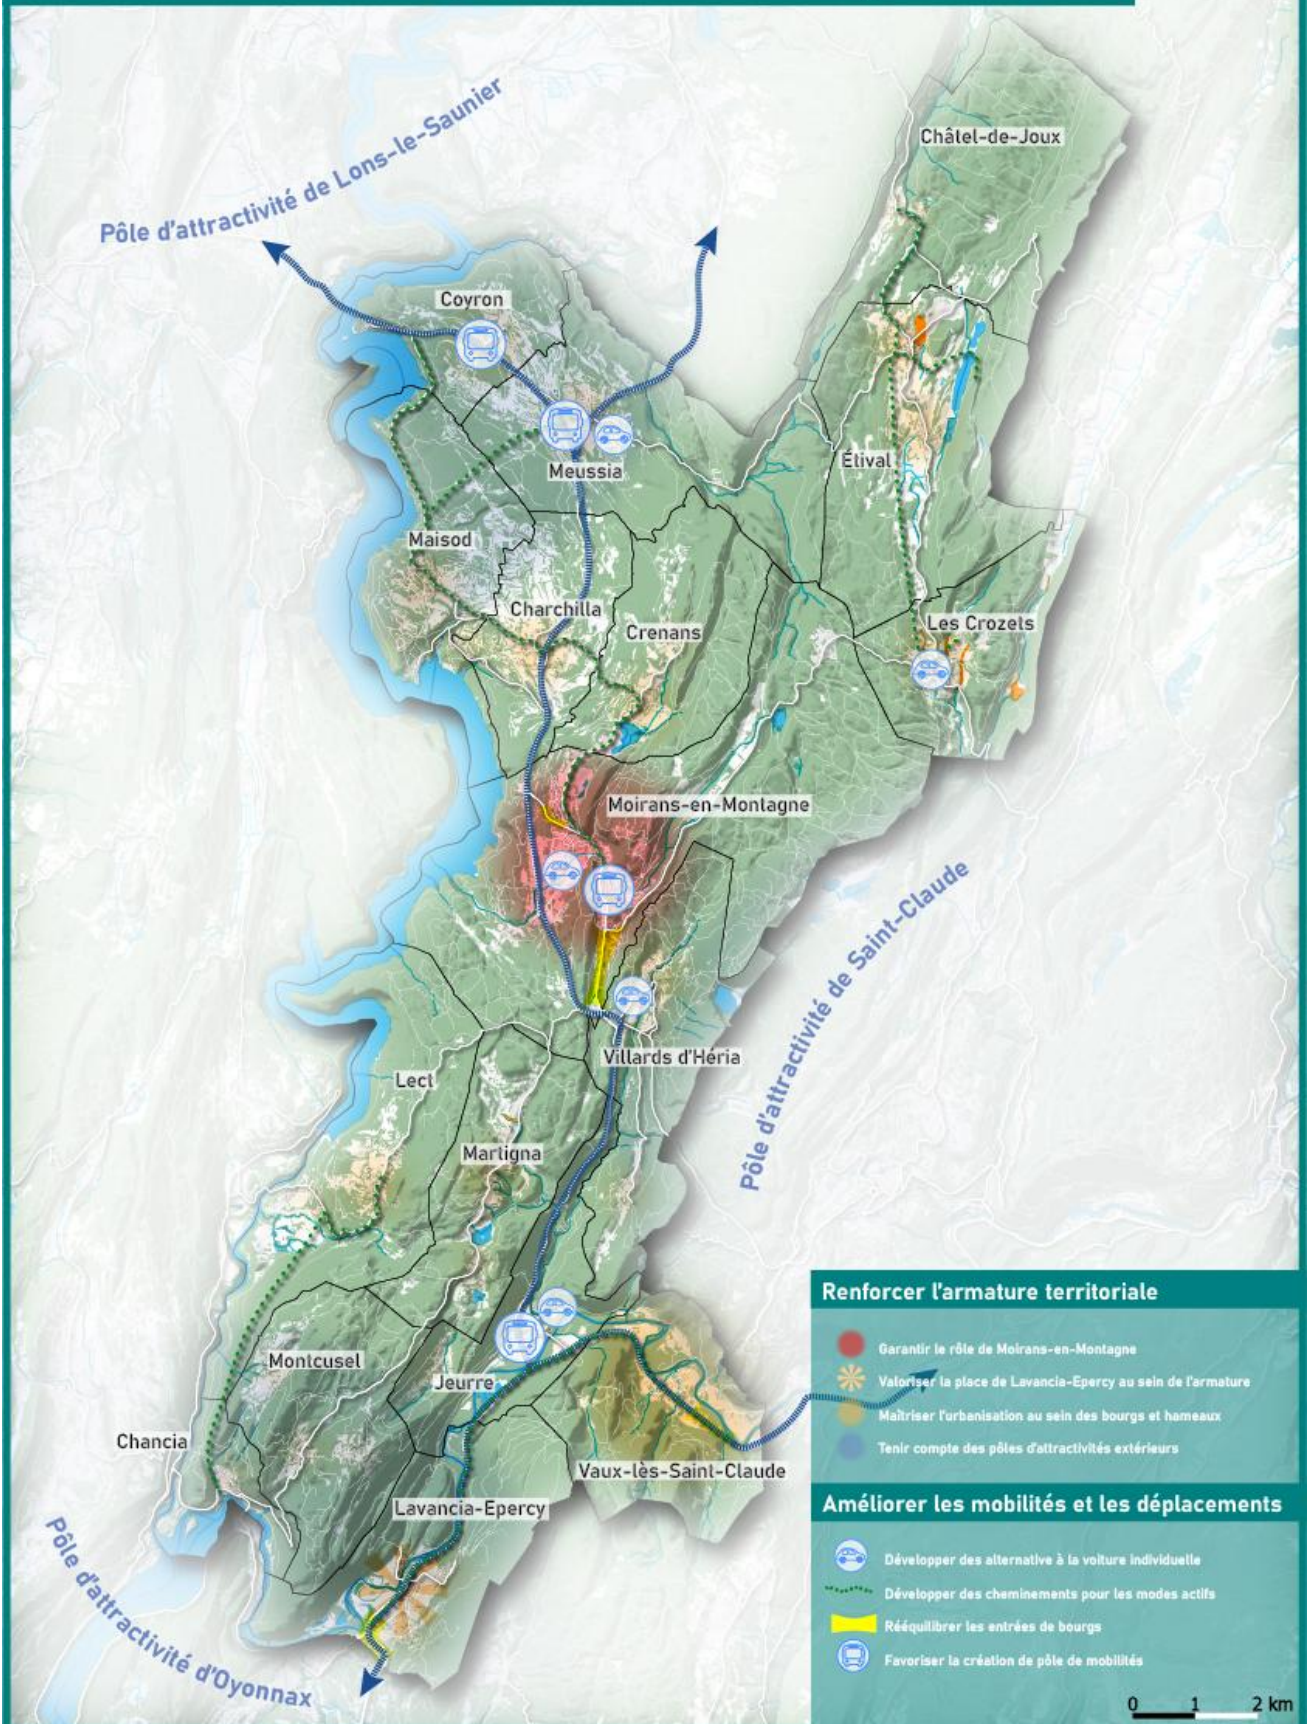 Châtel-de-Joux
Pôle d'attractivité de Lons-le-Saunier
Coyron
Meussia
Étival
Maisod
Charchilla
Crenans
Les Crozets
Moirans-en-Montagne
Pôle d'attractivité de Saint-Claude
Villards d'Héria
Lect
Martigna
Montcusel
Jeurre
Chancia
Vaux-lès-Saint-Claude
Lavancia-Epercy
Pôle d'attractivité d'Oyonnax
Renforcer l'armature territoriale
Garantir le rôle de Moirans-en-Montagne
Valoriser la place de Lavancia-Epercy au sein de l'armature
Maîtriser l'urbanisation au sein des bourgs et hameaux
Tenir compte des pôles d'attractivités extérieurs
Améliorer les mobilités et les déplacements
Développer des alternative à la voiture individuelle
Développer des cheminements pour les modes actifs
Rééquilibrer les entrées de bourgs
Favoriser la création de pôle de mobilités
0 1 2 km